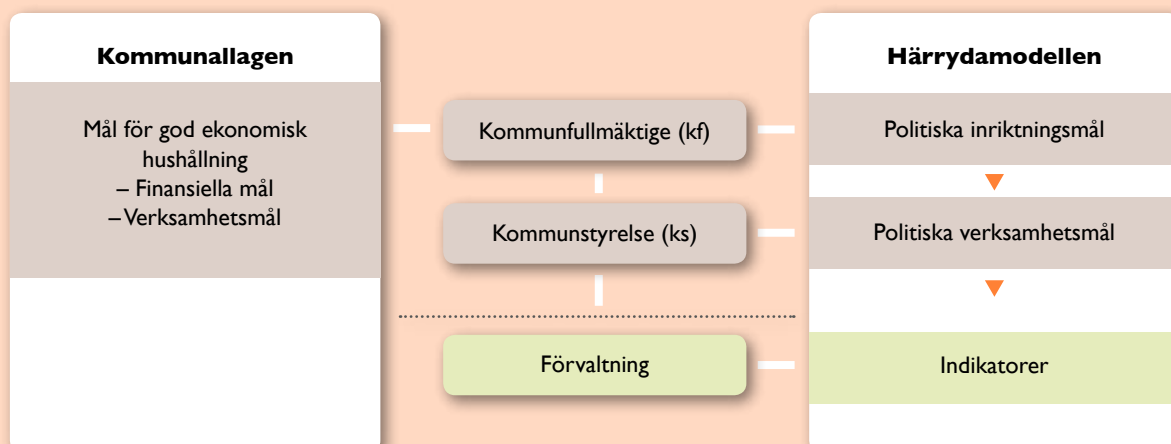 Kommunallagen
Mål för god ekonomisk
hushållning
– Finansiella mål
– Verksamhetsmål
Kommunfullmäktige (kf)
Kommunstyrelse (ks)
Förvaltning
Härrydamodellen
Politiska inriktningsmål
Politiska verksamhetsmål
Indikatorer